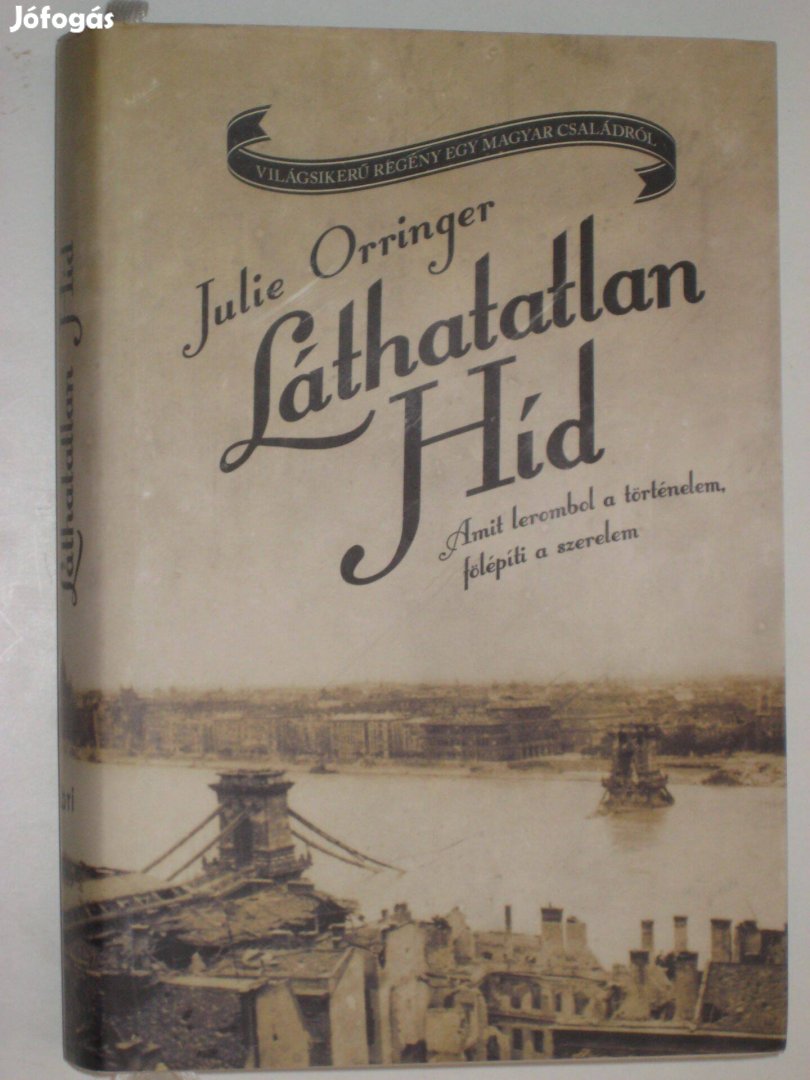 Jófogás
VILÁGSIKERŰ REGÉNY EGY MAGYAR CSALÁDRÓL
Julie Orringer
Láthatatlan
Híd
Amit lerombol a történelem,
fölépíti a szerelem
Láthatatlan Híd